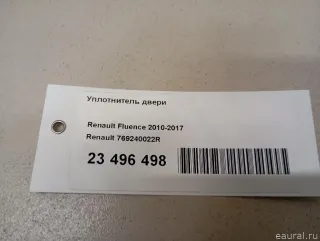 Уплотнитель двери
Renault Fluence 2010-2017
Renault 769240022R
23 496 498
eaural.ru